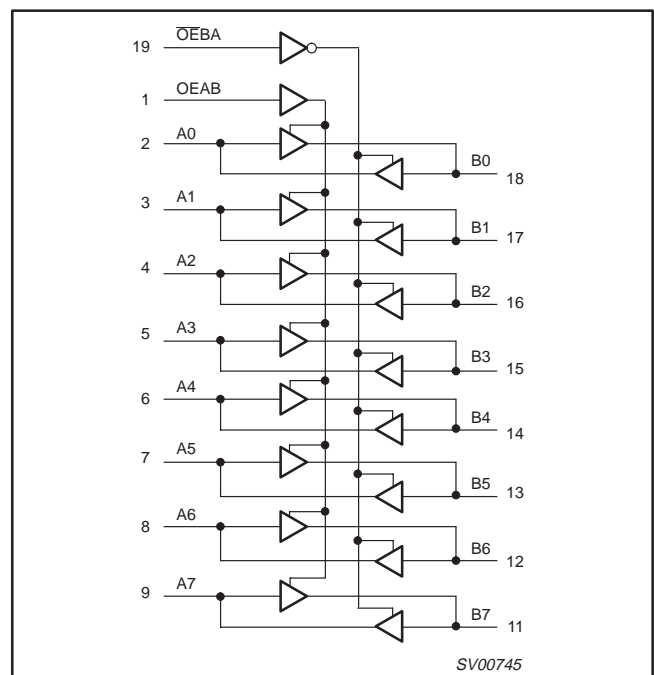 19 O̅E̅BA
1 OEAB
2 A0
B0 18
3 A1
B1 17
4 A2
B2 16
5 A3
B3 15
6 A4
B4 14
7 A5
B5 13
8 A6
B6 12
9 A7
B7 11
SV00745